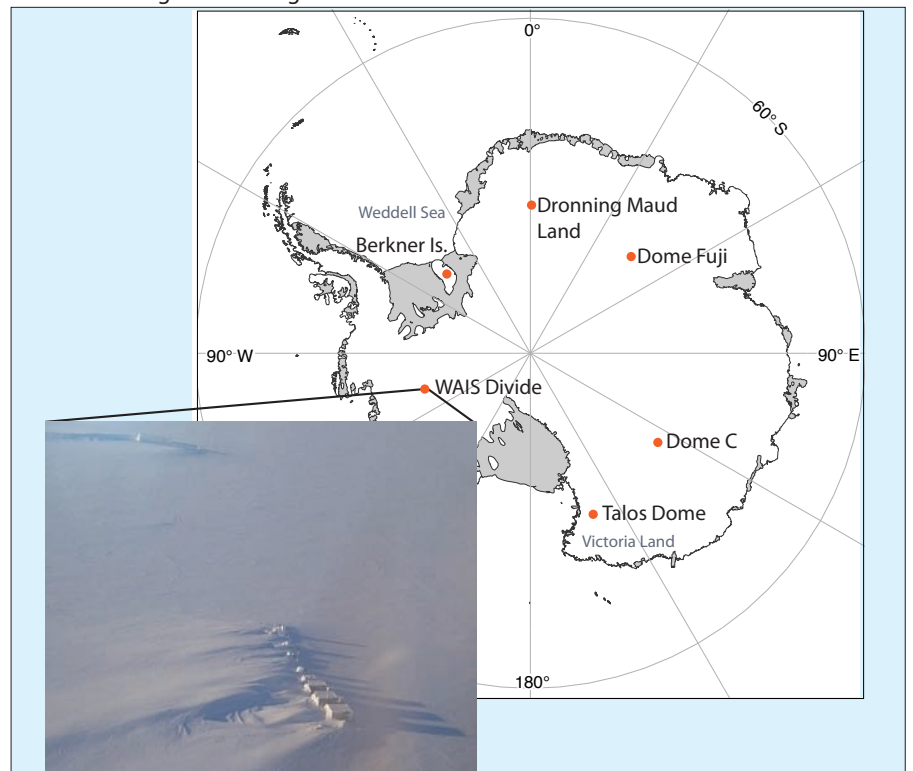 0°
60° S
Weddell Sea
Dronning Maud
Land
Berkner Is.
Dome Fuji
90° W
90° E
WAIS Divide
Dome C
Talos Dome
Victoria Land
180°